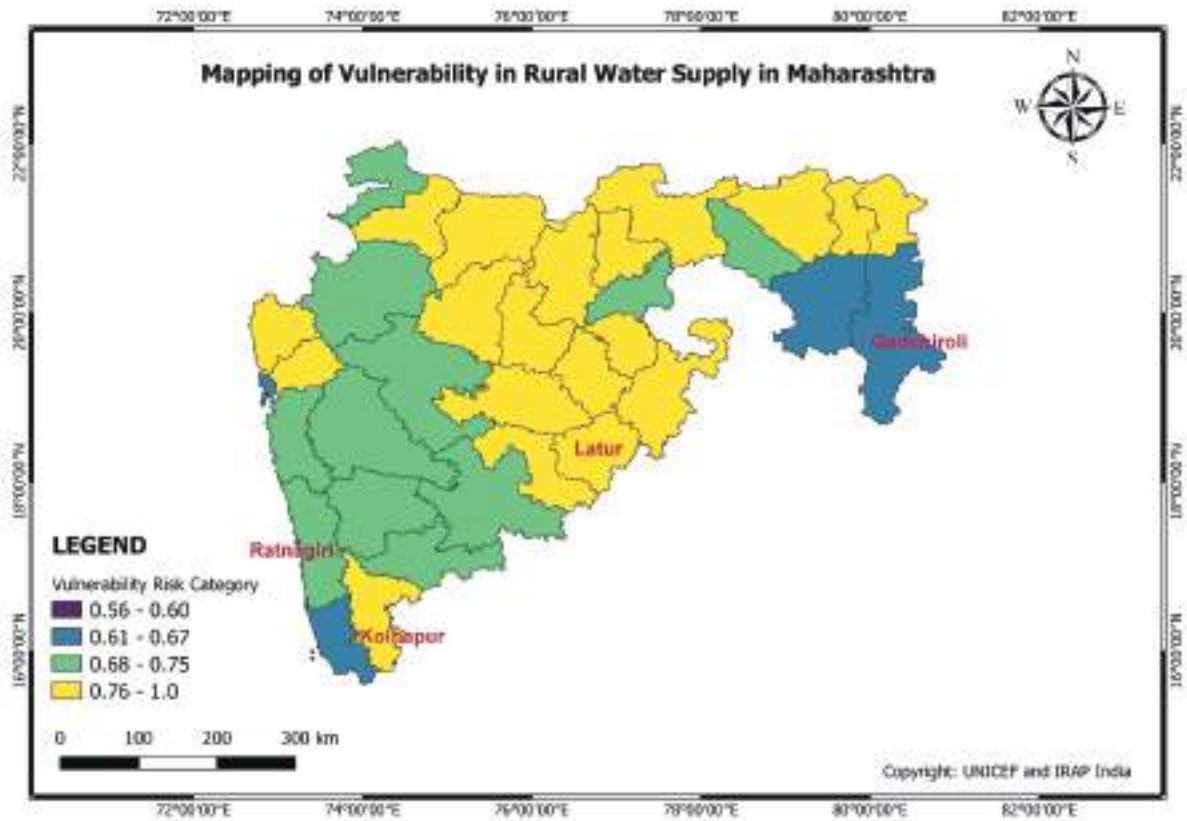 72°00'00"E 74°00'00"E 76°00'00"E 78°00'00"E 80°00'00"E 82°00'00"E
Mapping of Vulnerability in Rural Water Supply in Maharashtra
N
W E
S
22°00'00"N 22°00'00"N
20°00'00"N 20°00'00"N
Gadchiroli
Latur
18°00'00"N 18°00'00"N
LEGEND
Ratnagiri
Vulnerability Risk Category
0.56 - 0.60
0.61 - 0.67
Kolhapur
0.68 - 0.75
16°00'00"N 16°00'00"N
0.76 - 1.0
0 100 200 300 km
Copyright: UNICEF and IRAP India
72°00'00"E 74°00'00"E 76°00'00"E 78°00'00"E 80°00'00"E 82°00'00"E